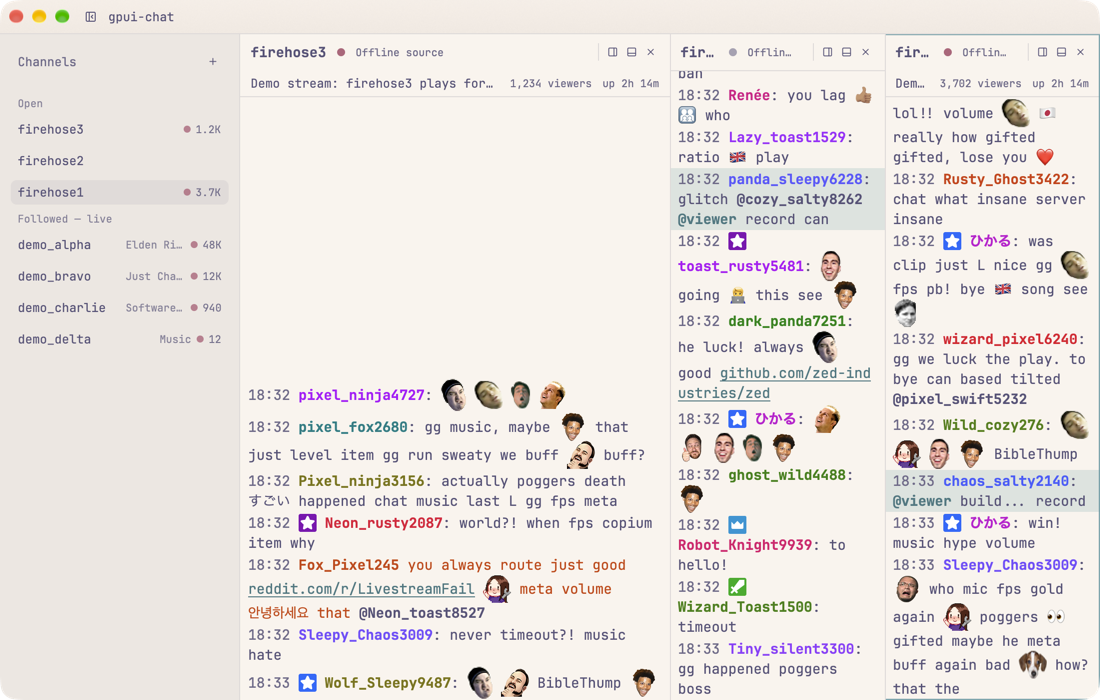 gpui-chat
Channels
+
Open
firehose3 1.2K
firehose2
firehose1 3.7K
Followed — live
demo_alpha Elden Ri… 48K
demo_bravo Just Cha… 12K
demo_charlie Software… 940
demo_delta Music 12
firehose3 Offline source
Demo stream: firehose3 plays for… 1,234 viewers up 2h 14m
18:32 pixel_ninja4727:
18:32 pixel_fox2680: gg music, maybe that
just level item gg run sweaty we buff buff?
18:32 Pixel_ninja3156: actually poggers death
すごい happened chat music last L gg fps meta
18:32 Neon_rusty2087: world?! when fps copium
item why
18:32 Fox_Pixel245 you always route just good
reddit.com/r/LivestreamFail meta volume
안녕하세요 that @Neon_toast8527
18:32 Sleepy_Chaos3009: never timeout?! music
hate
18:33 Wolf_Sleepy9487: BibleThump
fir… Offlin…
ban
18:32 Renée: you lag
who
18:32 Lazy_toast1529:
ratio play
18:32 panda_sleepy6228:
glitch @cozy_salty8262
@viewer record can
18:32
toast_rusty5481:
going this see
18:32 dark_panda7251:
he luck! always
good github.com/zed-ind
ustries/zed
18:32 ひかる:
18:32 ghost_wild4488:
18:32
Robot_Knight9939: to
hello!
18:32
Wizard_Toast1500:
timeout
18:33 Tiny_silent3300:
gg happened poggers
boss
fir… Offlin…
Dem… 3,702 viewers up 2h 14m
lol!! volume
really how gifted
gifted, lose you
18:32 Rusty_Ghost3422:
chat what insane server
insane
18:32 ひかる: was
clip just L nice gg
fps pb! bye song see
18:32 wizard_pixel6240:
gg we luck the play. to
bye can based tilted
@pixel_swift5232
18:32 Wild_cozy276:
BibleThump
18:33 chaos_salty2140:
@viewer build... record
18:33 ひかる: win!
music hype volume
18:33 Sleepy_Chaos3009:
who mic fps gold
again poggers
gifted maybe he meta
buff again bad how?
that the